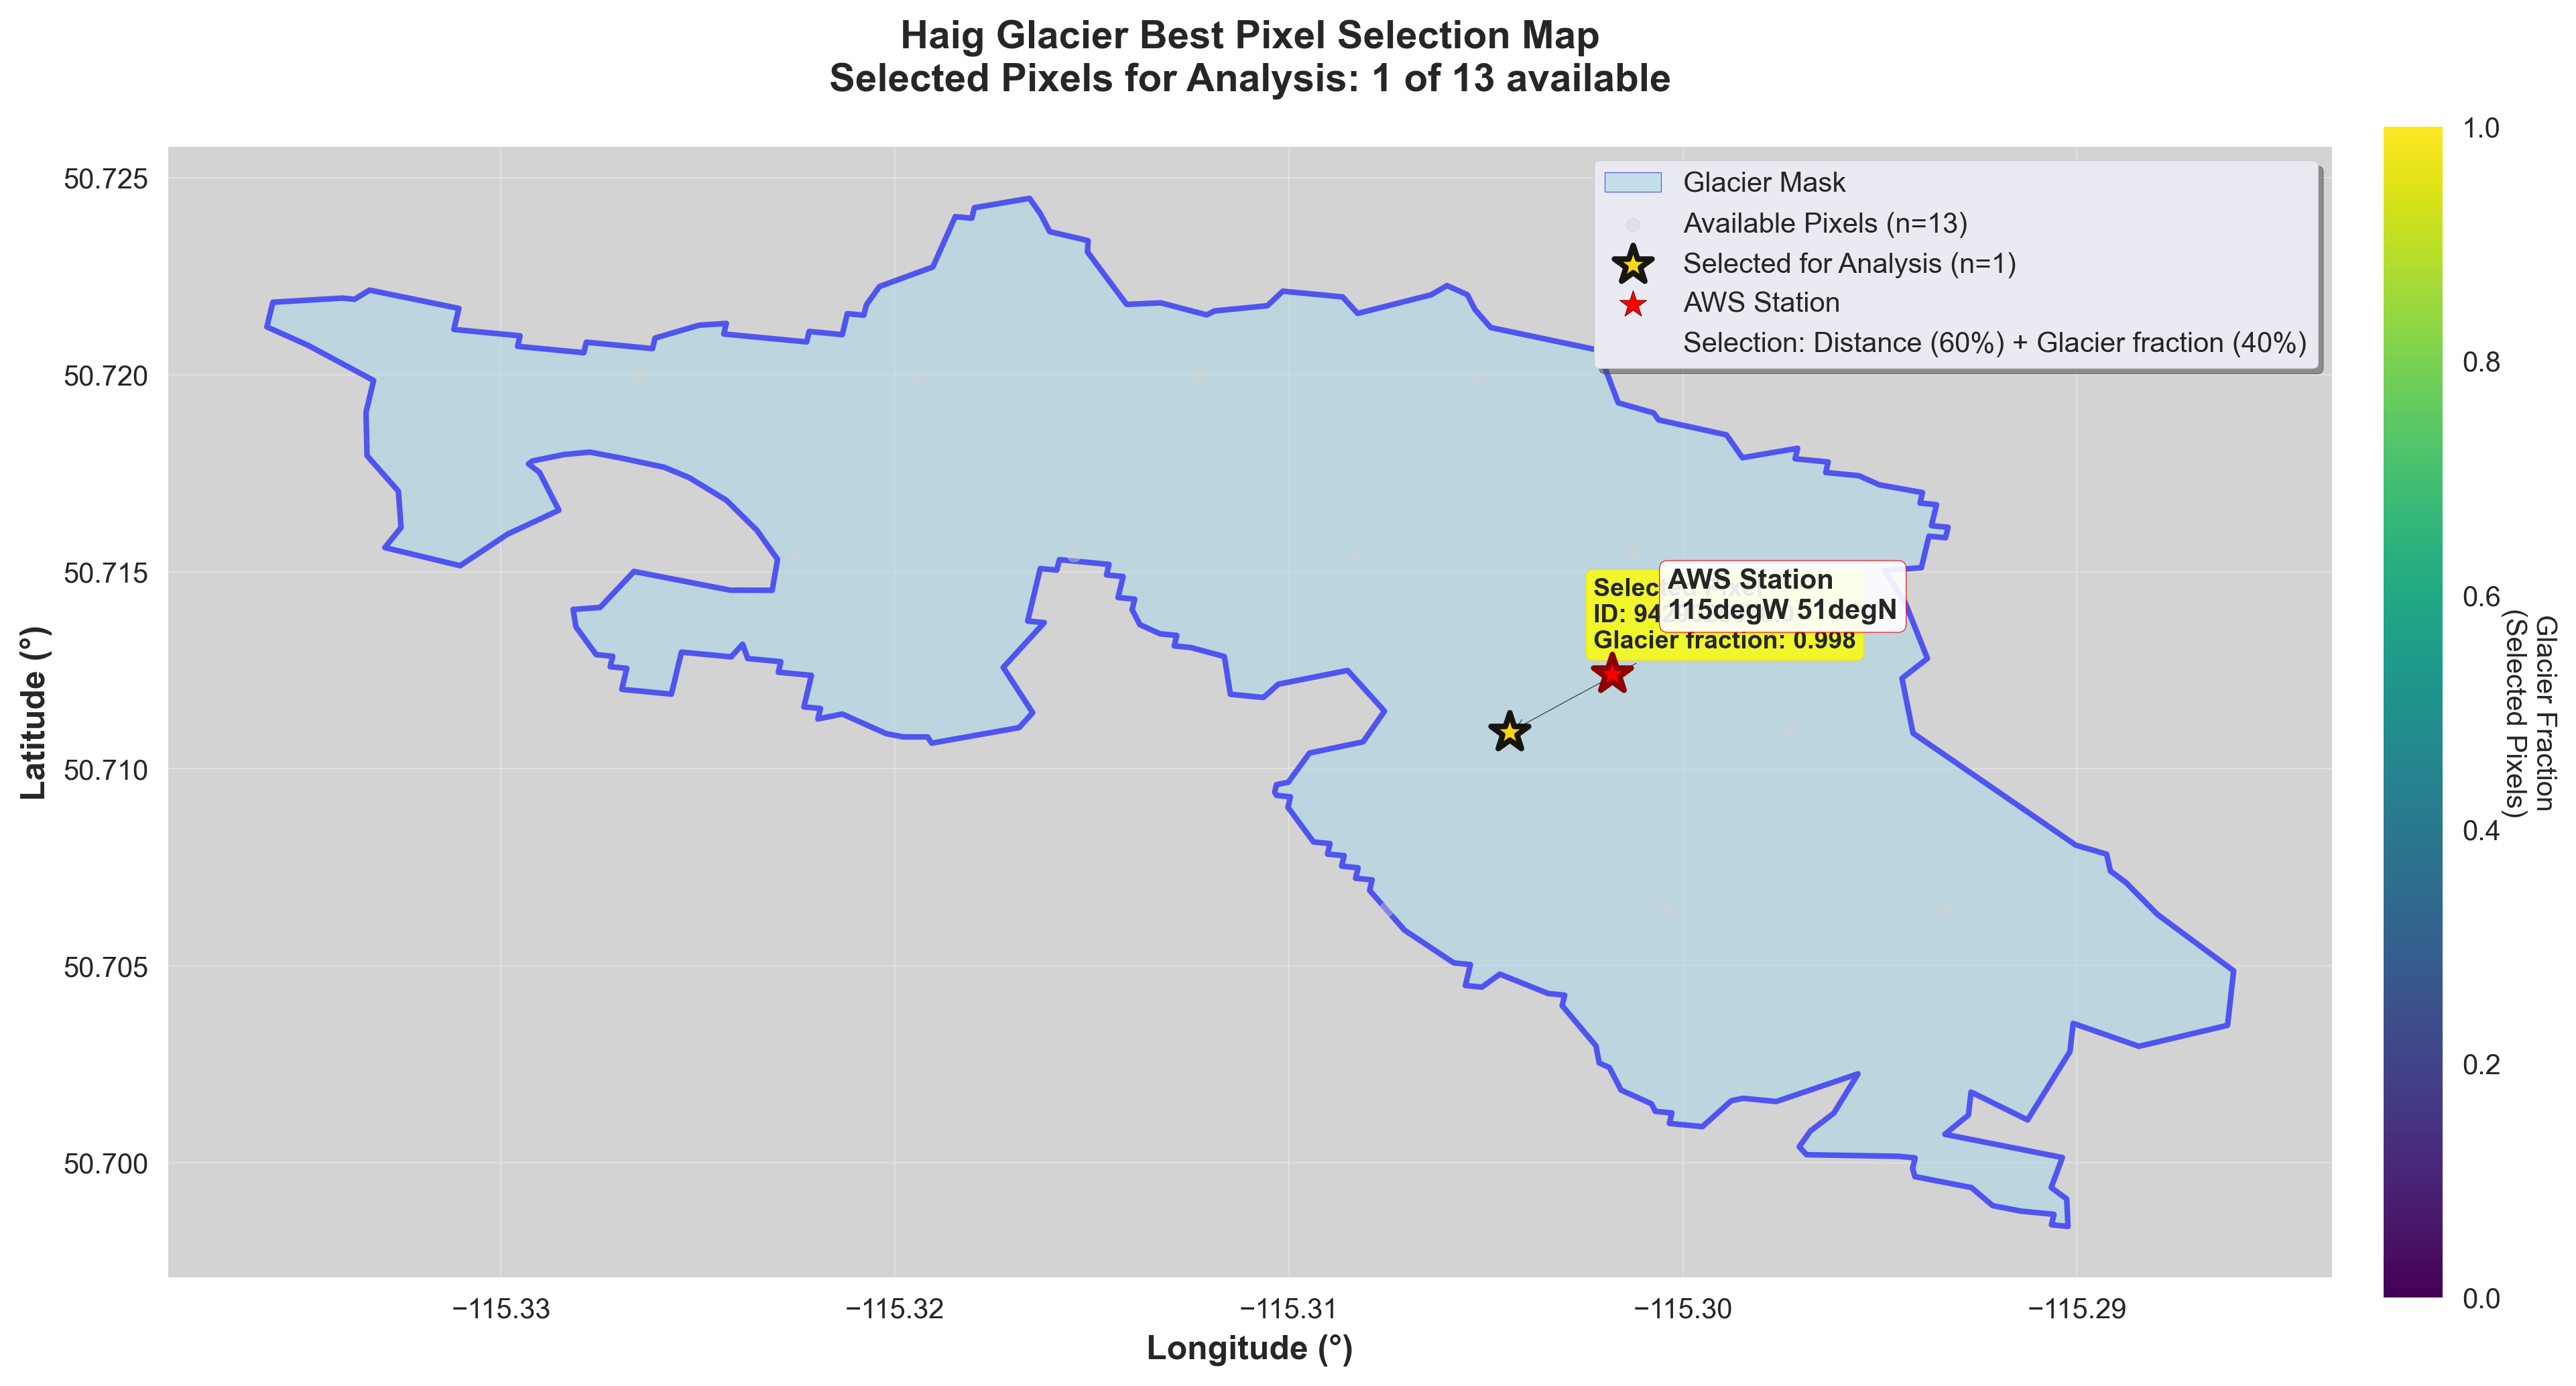 Haig Glacier Best Pixel Selection Map
Selected Pixels for Analysis: 1 of 13 available
Glacier Mask
Available Pixels (n=13)
Selected for Analysis (n=1)
AWS Station
Selection: Distance (60%) + Glacier fraction (40%)
Latitude (°)
50.725
50.720
50.715
50.710
50.705
50.700
Selected Pixel
ID:
Glacier fraction: 0.998
AWS Station
115degW 51degN
−115.33
−115.32
−115.31
−115.30
−115.29
Longitude (°)
1.0
0.8
0.6
0.4
0.2
0.0
Glacier Fraction
(Selected Pixels)